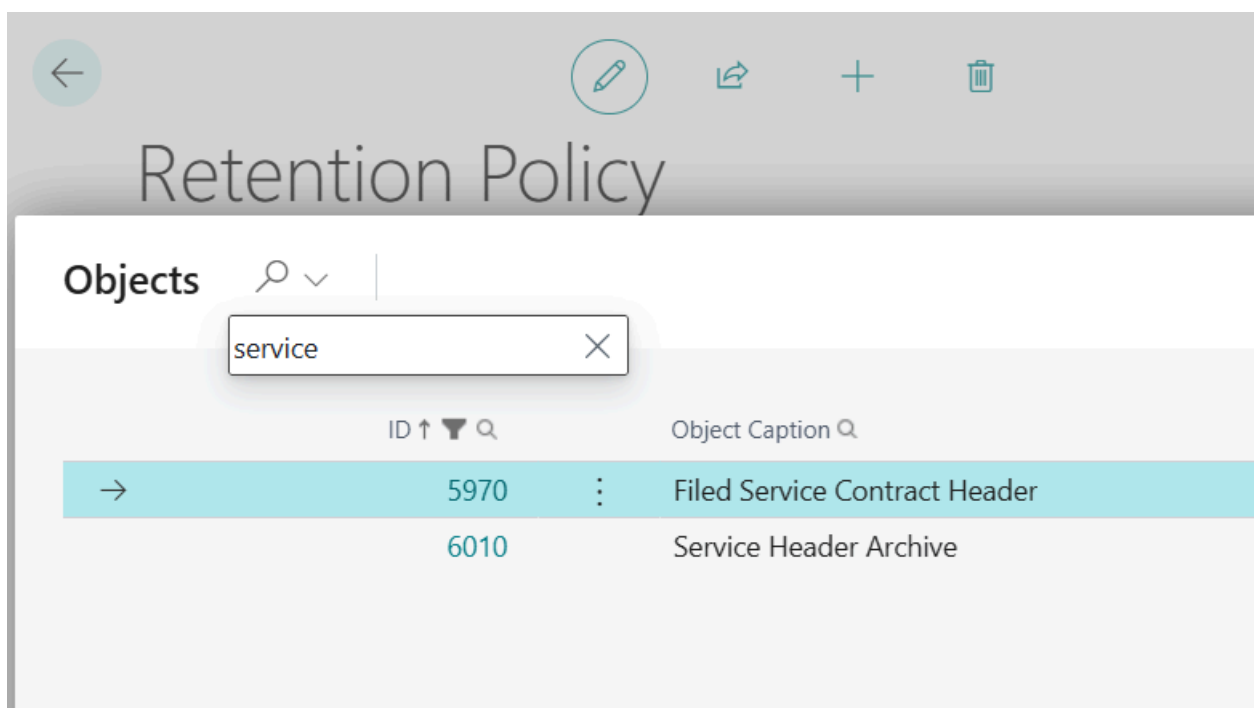 Retention Policy
Objects
service
ID ↑ Object Caption
5970 Filed Service Contract Header
6010 Service Header Archive